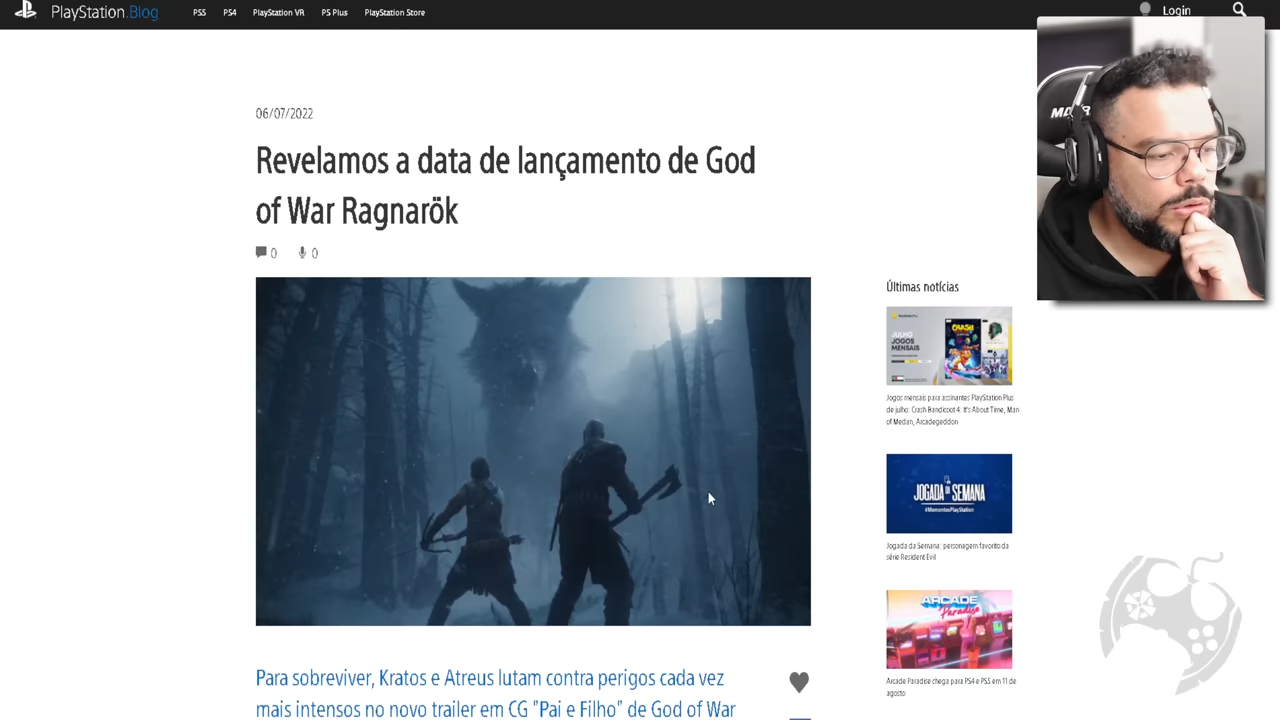 PlayStation.Blog
PS5 PS4 PlayStation VR PS Plus PlayStation Store
Login
06/07/2022
Revelamos a data de lançamento de God
of War Ragnarök
0 0
Para sobreviver, Kratos e Atreus lutam contra perigos cada vez
mais intensos no novo trailer em CG "Pai e Filho" de God of War
Últimas notícias
JULHO
JOGOS
MENSAIS
CRASH
Jogos mensais para assinantes PlayStation Plus
de julho: Crash Bandicoot 4: It's About Time, Man
of Medan, Arcadegeddon
JOGADA DA SEMANA
#MomentosPlayStation
Jogada da Semana: personagem favorito da
série Resident Evil
ARCADE
Paradise
Arcade Paradise chega para PS4 e PS5 em 11 de
agosto